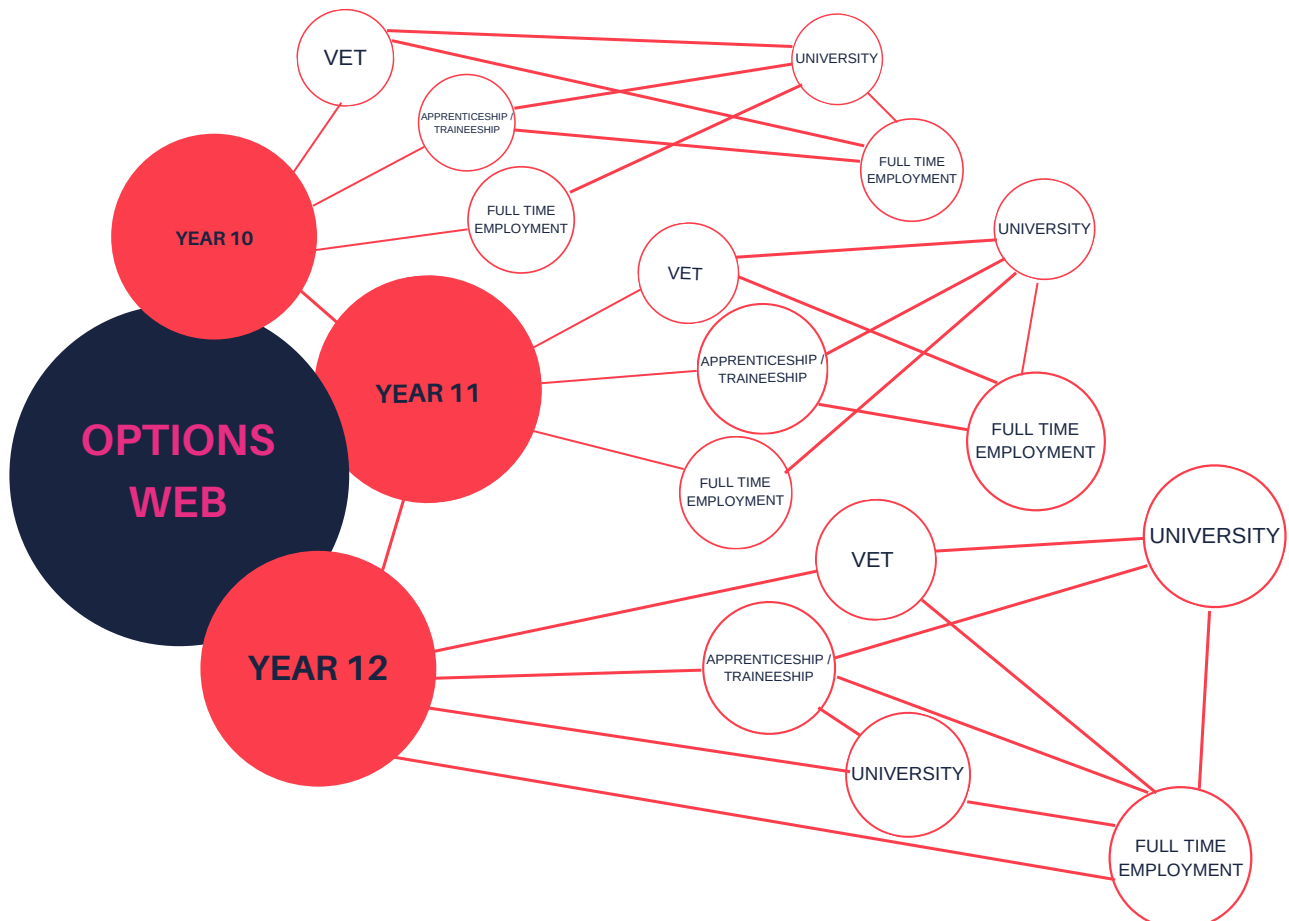 VET
UNIVERSITY
APPRENTICESHIP /
TRAINEESHIP
FULL TIME
EMPLOYMENT
FULL TIME
EMPLOYMENT
YEAR 10
UNIVERSITY
VET
APPRENTICESHIP /
TRAINEESHIP
YEAR 11
FULL TIME
EMPLOYMENT
FULL TIME
EMPLOYMENT
OPTIONS
WEB
UNIVERSITY
VET
APPRENTICESHIP /
TRAINEESHIP
YEAR 12
UNIVERSITY
FULL TIME
EMPLOYMENT